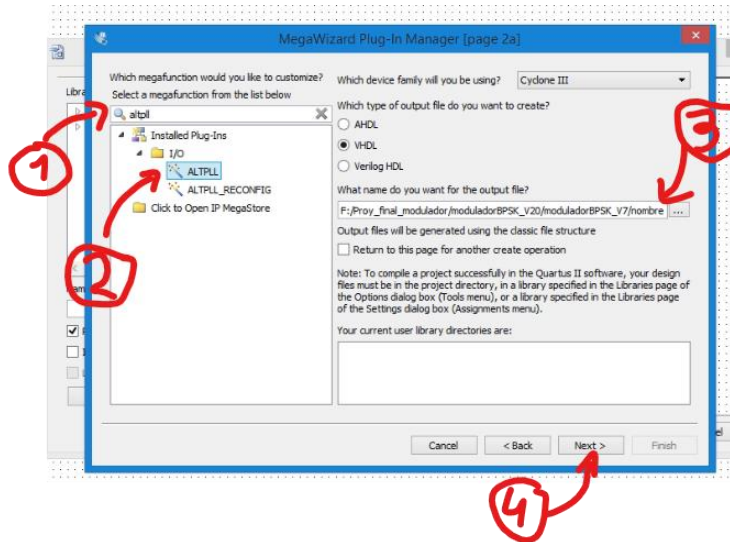 MegaWizard Plug-In Manager [page 2a]
Which megafunction would you like to customize?
Select a megafunction from the list below
altpll
Installed Plug-Ins
I/O
ALTPLL
ALTPLL_RECONFIG
Click to Open IP MegaStore
Which device family will you be using?
Cyclone III
Which type of output file do you want to create?
AHDL
VHDL
Verilog HDL
What name do you want for the output file?
F:/Proy_final_modulador/moduladorBPSK_V20/moduladorBPSK_V7/nombre
...
Output files will be generated using the classic file structure
Return to this page for another create operation
Note: To compile a project successfully in the Quartus II software, your design
files must be in the project directory, in a library specified in the Libraries page of
the Options dialog box (Tools menu), or a library specified in the Libraries page
of the Settings dialog box (Assignments menu).
Your current user library directories are:
Cancel
< Back
Next >
Finish
Libra
1
2
3
4